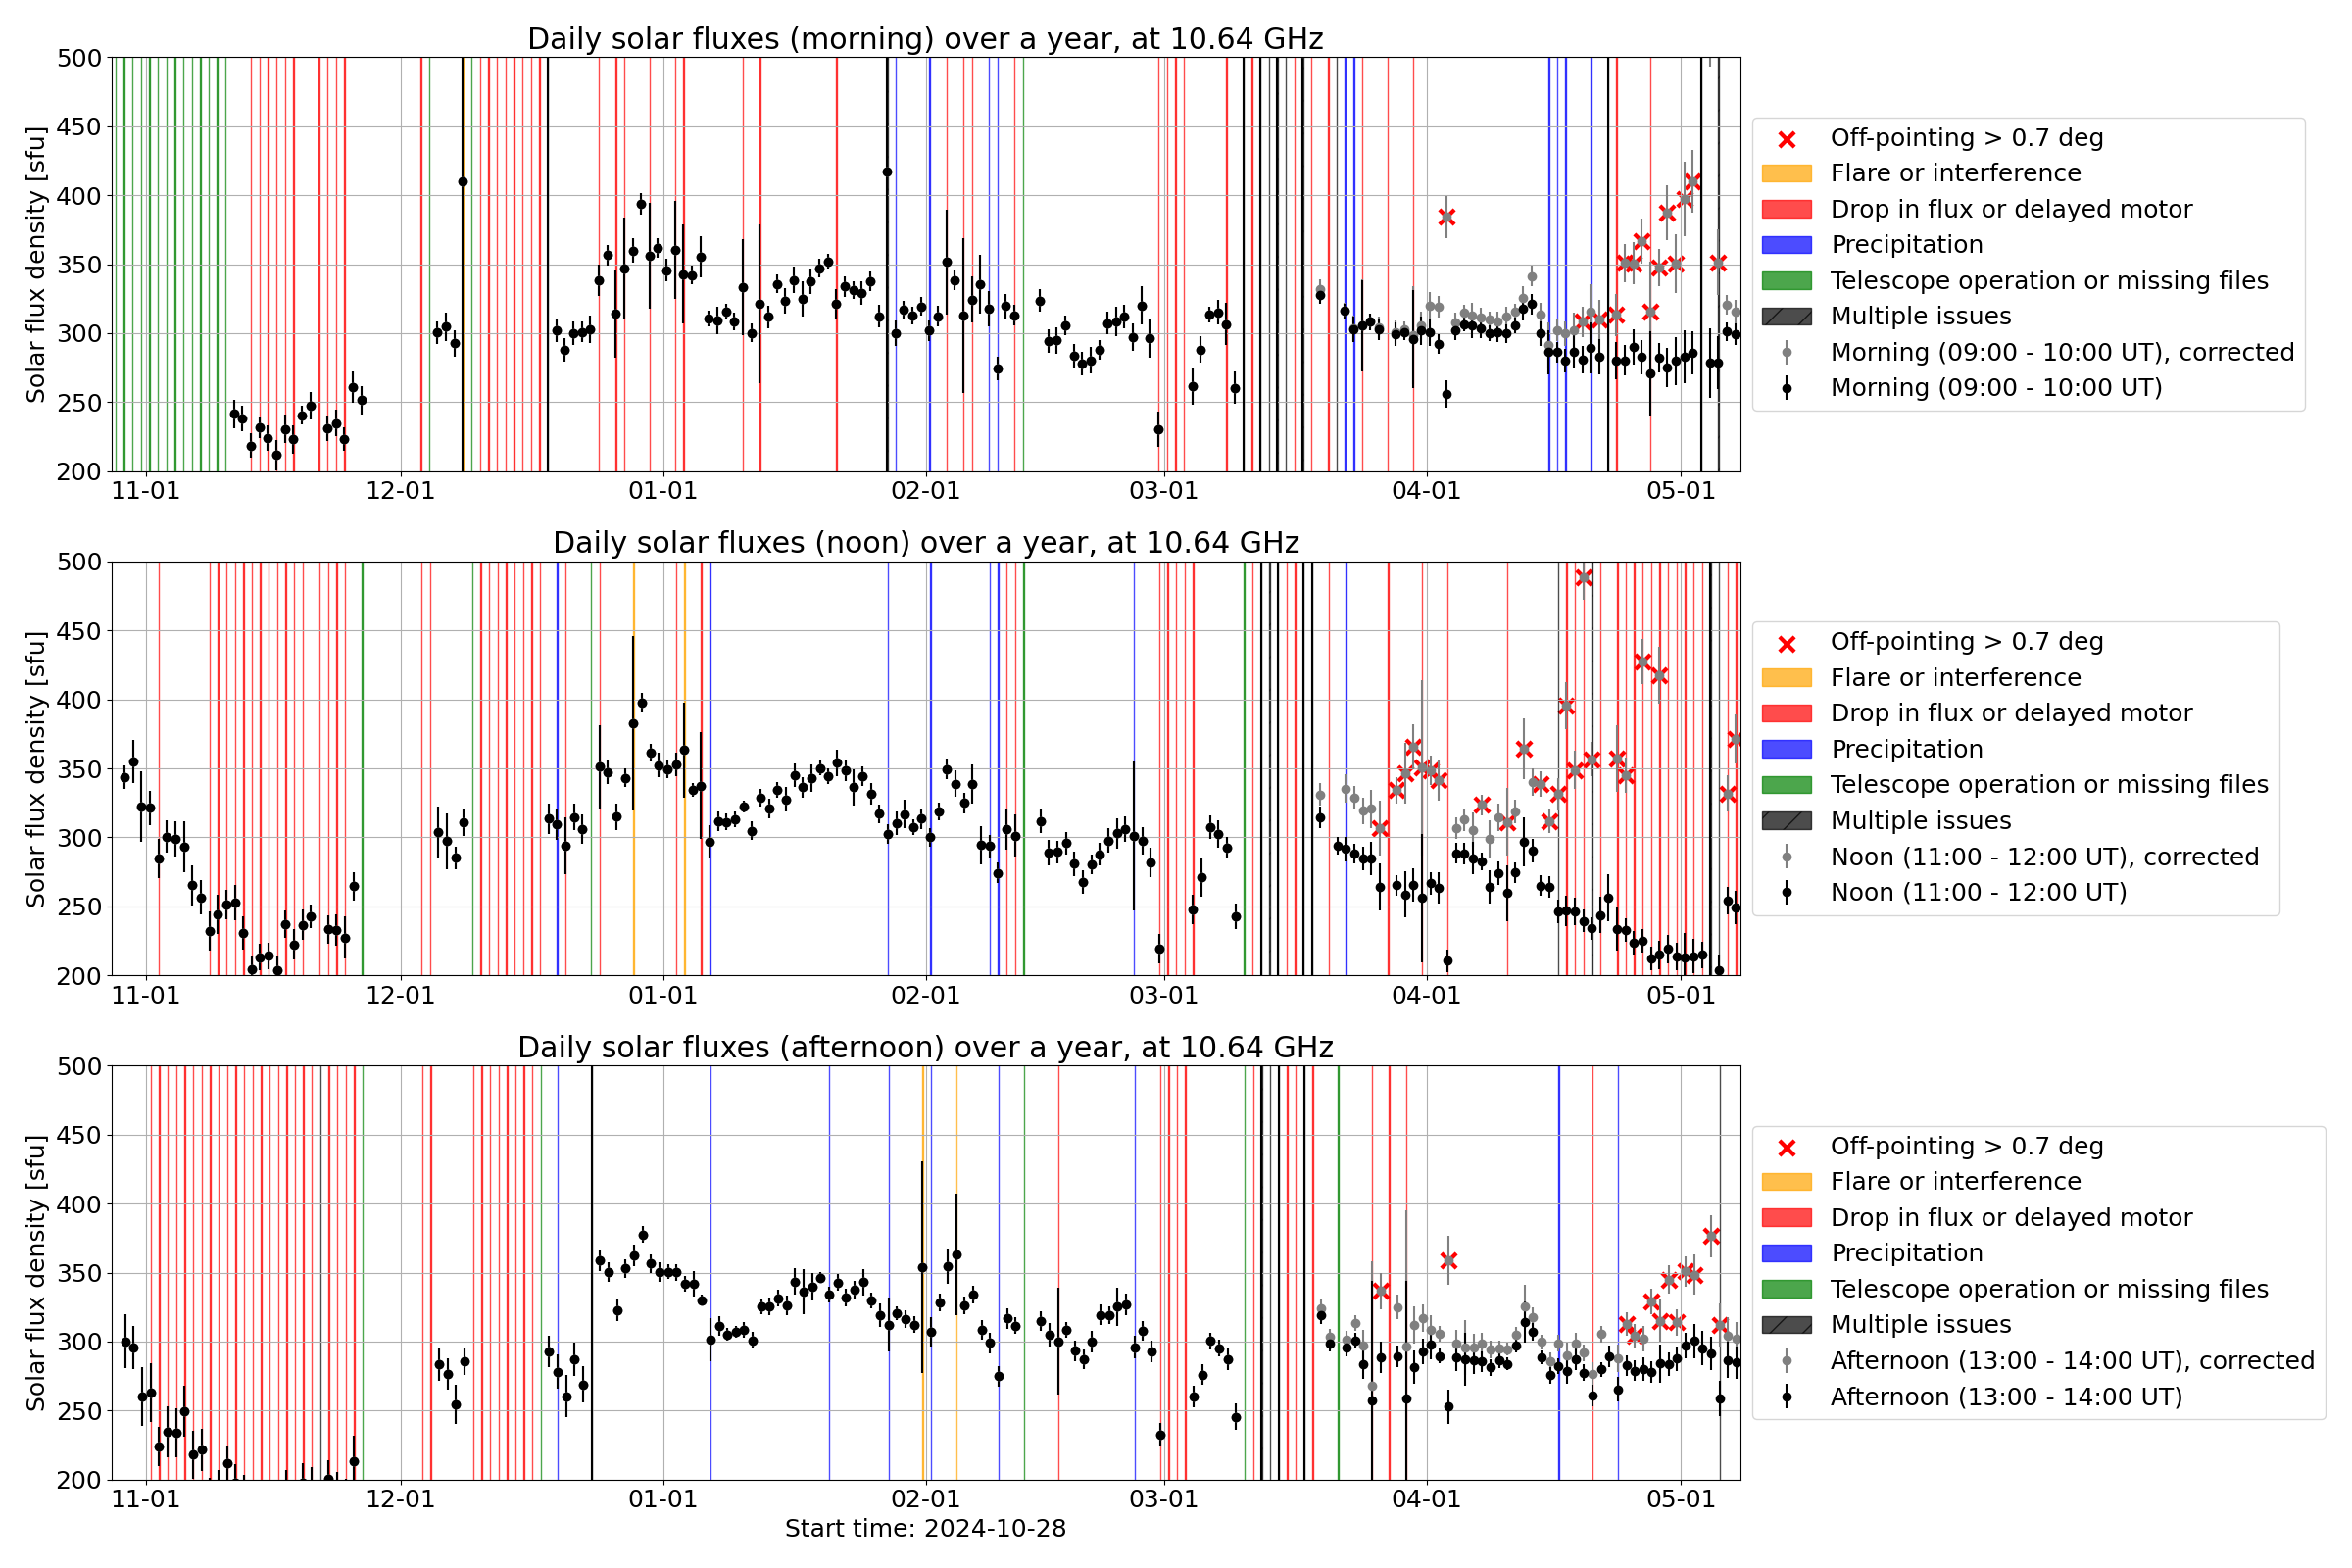 Daily solar fluxes (morning) over a year, at 10.64 GHz
Solar flux density [sfu]
500
450
400
350
300
250
200
11-01 12-01 01-01 02-01 03-01 04-01 05-01
Off-pointing > 0.7 deg
Flare or interference
Drop in flux or delayed motor
Precipitation
Telescope operation or missing files
Multiple issues
Morning (09:00 - 10:00 UT), corrected
Morning (09:00 - 10:00 UT)
Daily solar fluxes (noon) over a year, at 10.64 GHz
Solar flux density [sfu]
500
450
400
350
300
250
200
11-01 12-01 01-01 02-01 03-01 04-01 05-01
Off-pointing > 0.7 deg
Flare or interference
Drop in flux or delayed motor
Precipitation
Telescope operation or missing files
Multiple issues
Noon (11:00 - 12:00 UT), corrected
Noon (11:00 - 12:00 UT)
Daily solar fluxes (afternoon) over a year, at 10.64 GHz
Solar flux density [sfu]
500
450
400
350
300
250
200
11-01 12-01 01-01 02-01 03-01 04-01 05-01
Start time: 2024-10-28
Off-pointing > 0.7 deg
Flare or interference
Drop in flux or delayed motor
Precipitation
Telescope operation or missing files
Multiple issues
Afternoon (13:00 - 14:00 UT), corrected
Afternoon (13:00 - 14:00 UT)